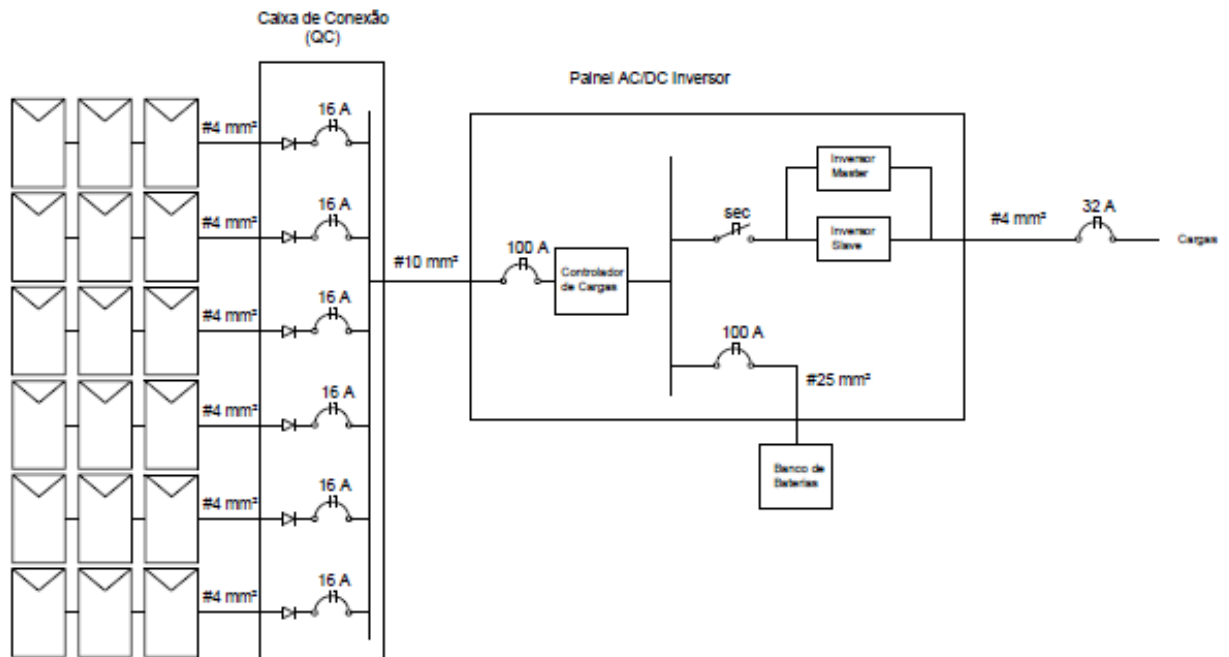 Caixa de Conexão
(QC)
Painel AC/DC Inversor
#4 mm²
16 A
#4 mm²
16 A
#4 mm²
16 A
#4 mm²
16 A
#4 mm²
16 A
#4 mm²
16 A
#10 mm²
100 A
Controlador
de Cargas
sec
Inversor
Master
Inversor
Slave
100 A
#25 mm²
Banco de
Baterias
#4 mm²
32 A
Cargas